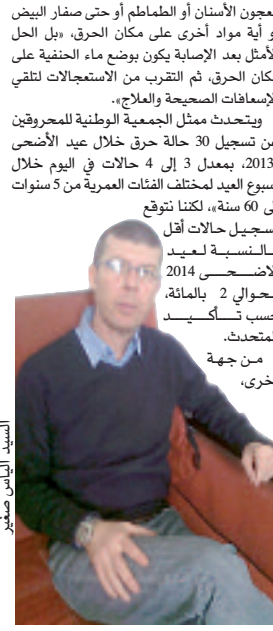 معجون الأسنان أو الطماطم أو حتى صفار البيض
أو أية مواد أخرى على مكان الحرق، «بل الحل
الأمثل بعد الإصابة يكون بوضع ماء الحنفية على
مكان الحرق، ثم التقرب من الاستعجالات لتلقي
الإسعافات الصحيحة والعلاج».
ويتحدث ممثل الجمعية الوطنية للمحروقين
عن تسجيل 30 حالة حرق خلال عيد الأضحى
2013، بمعدل 3 إلى 4 حالات في اليوم خلال
أسبوع العيد لمختلف الفئات العمرية من 5 سنوات
إلى 60 سنة»، لكننا نتوقع
تسجيل حالات أقل
بالنسبة لعيد
الأضحى 2014
بحوالي 2 بالمائة،
حسب تأكيد
المتحدث.
من جهة
أخرى،
السيد الياس صغير